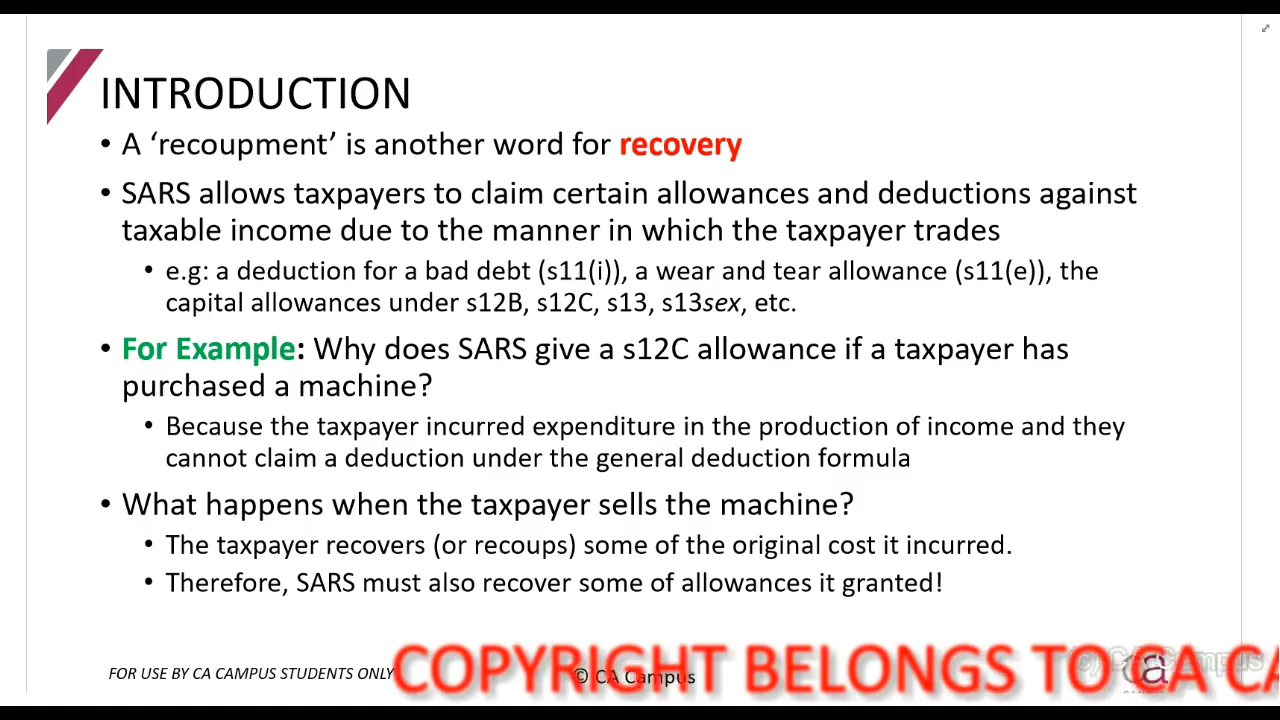 INTRODUCTION
• A ‘recoupment’ is another word for recovery
• SARS allows taxpayers to claim certain allowances and deductions against
taxable income due to the manner in which the taxpayer trades
• e.g: a deduction for a bad debt (s11(i)), a wear and tear allowance (s11(e)), the
capital allowances under s12B, s12C, s13, s13sex, etc.
• For Example: Why does SARS give a s12C allowance if a taxpayer has
purchased a machine?
• Because the taxpayer incurred expenditure in the production of income and they
cannot claim a deduction under the general deduction formula
• What happens when the taxpayer sells the machine?
• The taxpayer recovers (or recoups) some of the original cost it incurred.
• Therefore, SARS must also recover some of allowances it granted!
FOR USE BY CA CAMPUS STUDENTS ONLY
COPYRIGHT BELONGS TO CA CA
© CA Campus
(c) CA Campus
ca